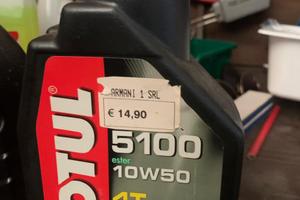 ARMANI 1 SRL
€ 14,90
MOTUL®
5100
ester
10W50
4T